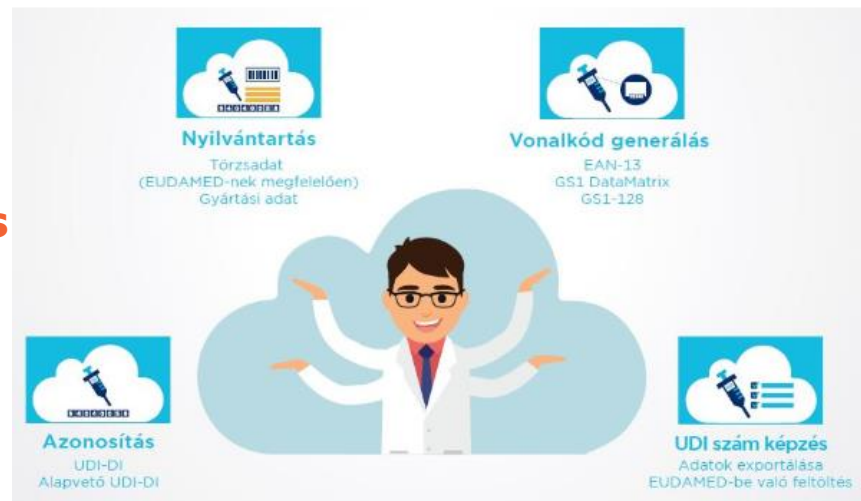 Nyilvántartás
Törzsadat
(EUDAMED-nek megfelelően)
Gyártási adat
Vonalkód generálás
EAN-13
GS1 DataMatrix
GS1-128
s
Azonosítás
UDI-DI
Alapvető UDI-DI
UDI szám képzés
Adatok exportálása
EUDAMED-be való feltöltés